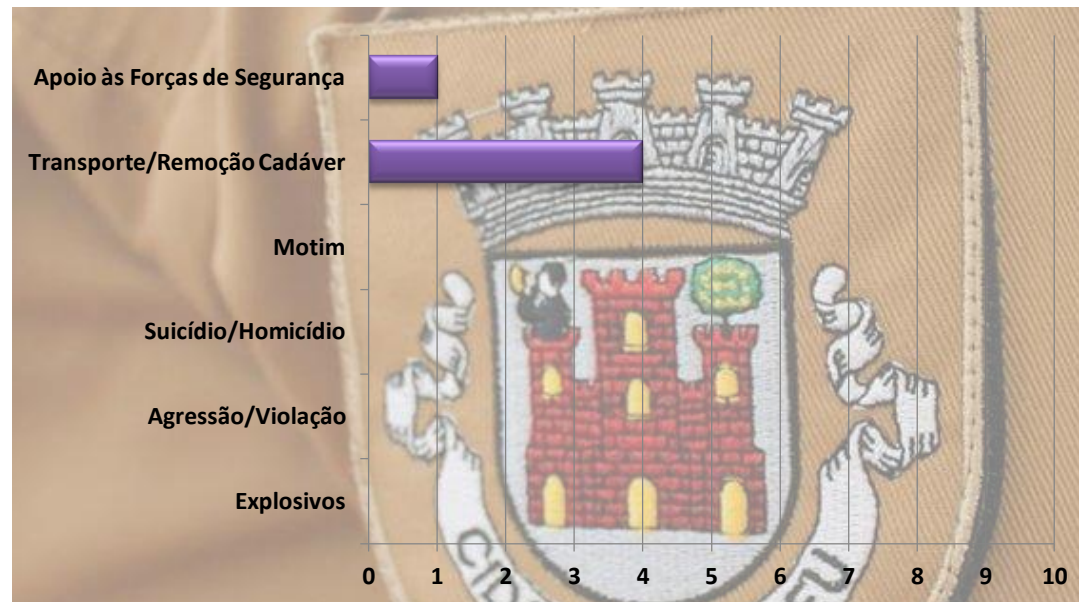 Apoio às Forças de Segurança
Transporte/Remoção Cadáver
Motim
Suicídio/Homicídio
Agressão/Violação
Explosivos
0 1 2 3 4 5 6 7 8 9 10